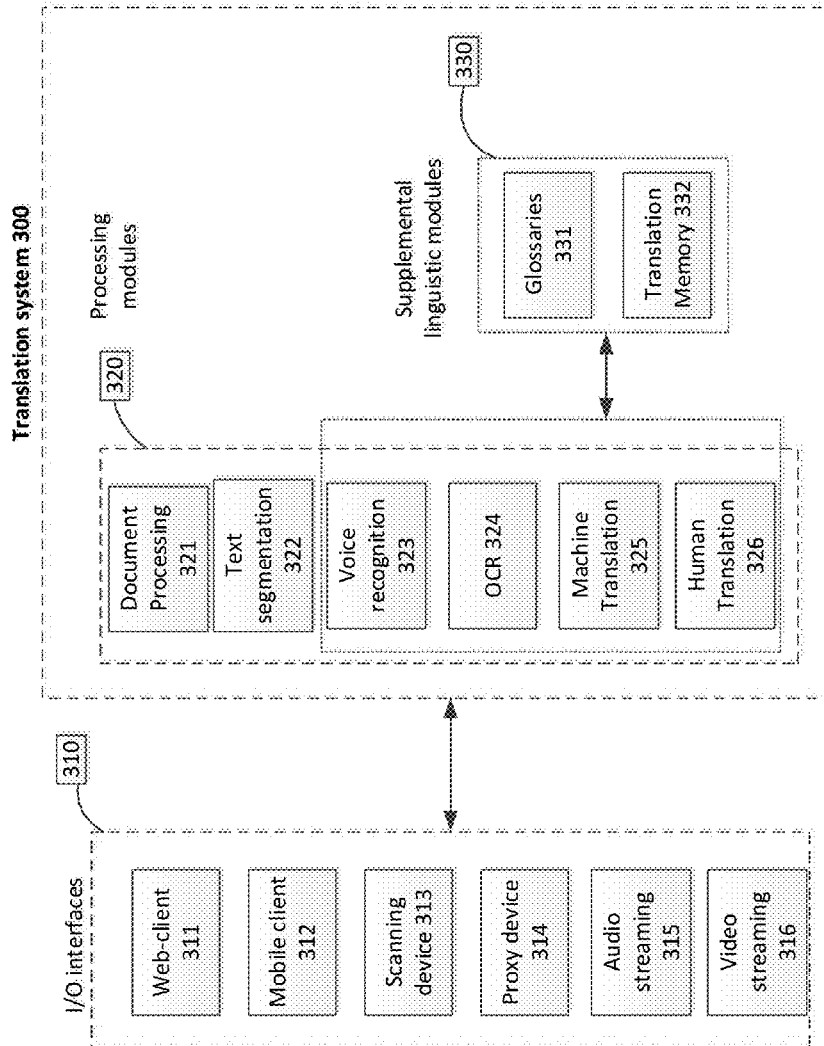 Translation system 300
I/O interfaces
310
Web-client
311
Mobile client
312
Scanning
device 313
Proxy device
314
Audio
streaming
315
Video
streaming
316
320
Processing
modules
Document
Processing
321
Text
segmentation
322
Voice
recognition
323
OCR 324
Machine
Translation
325
Human
Translation
326
Supplemental
linguistic modules
330
Glossaries
331
Translation
Memory 332